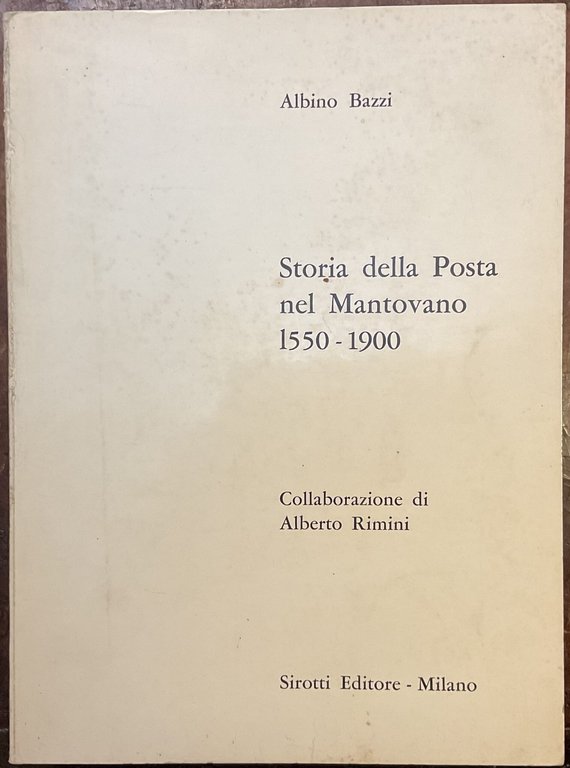 Albino Bazzi
Storia della Posta
nel Mantovano
1550-1900
Collaborazione di
Alberto Rimini
Sirotti Editore - Milano